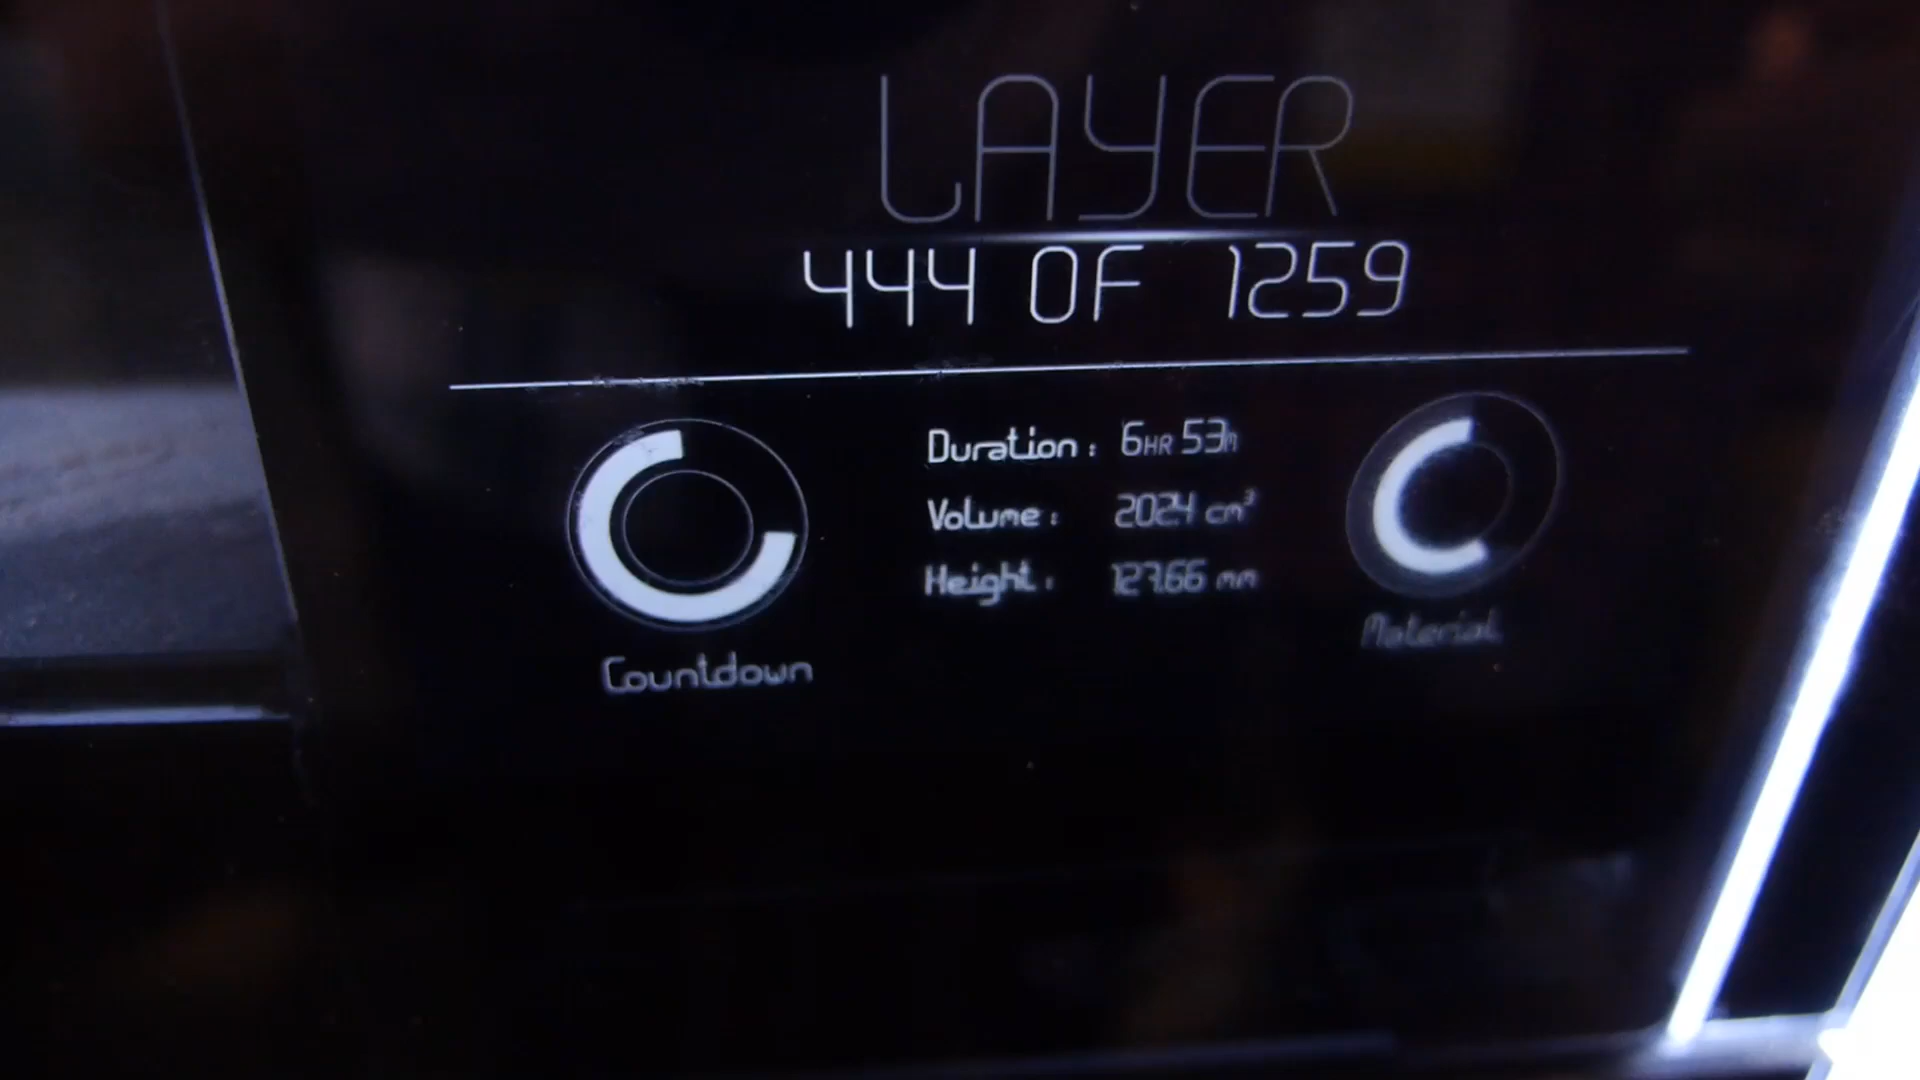 LAYER
444 OF 1259
Duration : 6HR 53m
Volume : 2024 cm³
Height : 127.66 mm
Countdown
Material